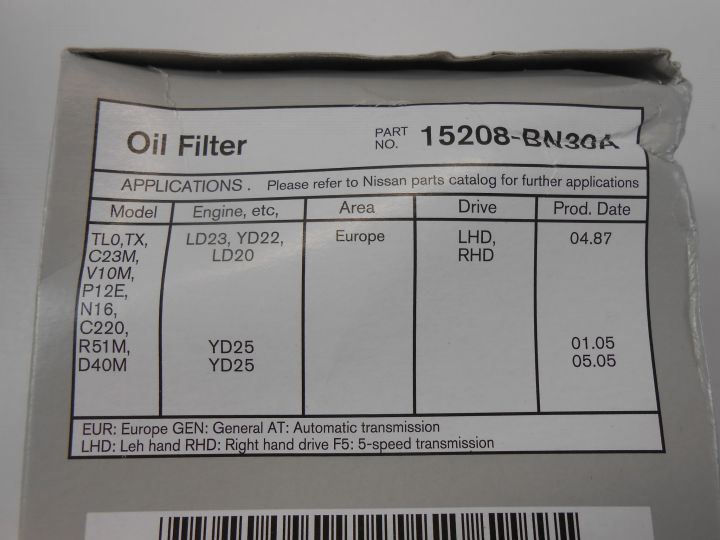 Oil Filter PART NO. 15208-BN30A
APPLICATIONS. Please refer to Nissan parts catalog for further applications
Model Engine, etc, Area Drive Prod. Date
TL0,TX, LD23, YD22, Europe LHD, 04.87
C23M, LD20 RHD
V10M,
P12E,
N16,
C220,
R51M, YD25 01.05
D40M YD25 05.05
EUR: Europe GEN: General AT: Automatic transmission
LHD: Leh hand RHD: Right hand drive F5: 5-speed transmission